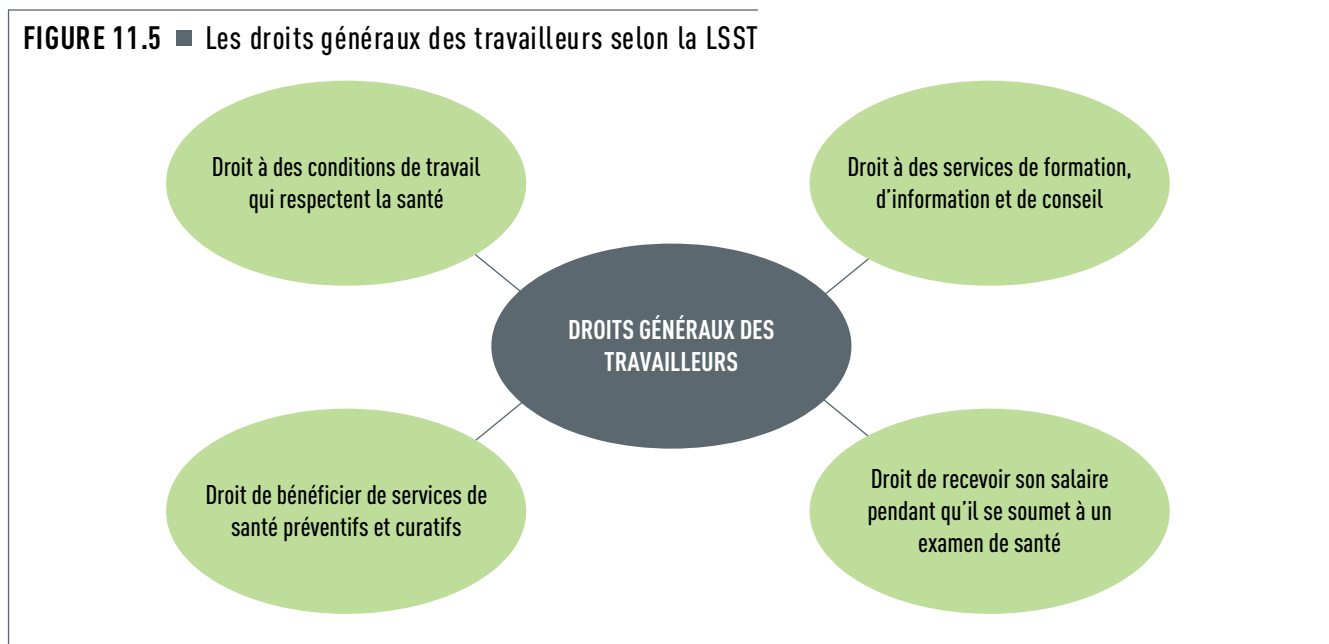 FIGURE 11.5 ■ Les droits généraux des travailleurs selon la LSST
Droit à des conditions de travail
qui respectent la santé
Droit à des services de formation,
d'information et de conseil
DROITS GÉNÉRAUX DES
TRAVAILLEURS
Droit de bénéficier de services de
santé préventifs et curatifs
Droit de recevoir son salaire
pendant qu'il se soumet à un
examen de santé